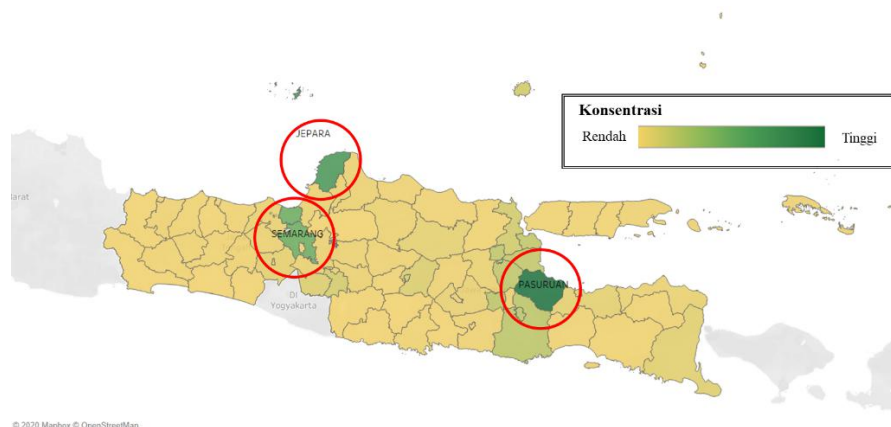 JEPARA
Konsentrasi
Rendah
Tinggi
arat
SEMARANG
PASURUAN
Di
Yogyakarta
© 2020 Mapbox © OpenStreetMap